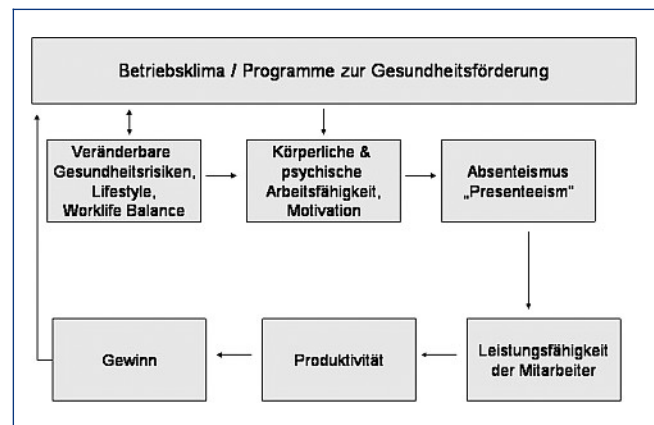 Betriebsklima / Programme zur Gesundheitsförderung
Veränderbare
Gesundheitsrisiken,
Lifestyle,
Worklife Balance
Körperliche &
psychische
Arbeitsfähigkeit,
Motivation
Absenteismus
„Presenteeism"
Gewinn
Produktivität
Leistungsfähigkeit
der Mitarbeiter